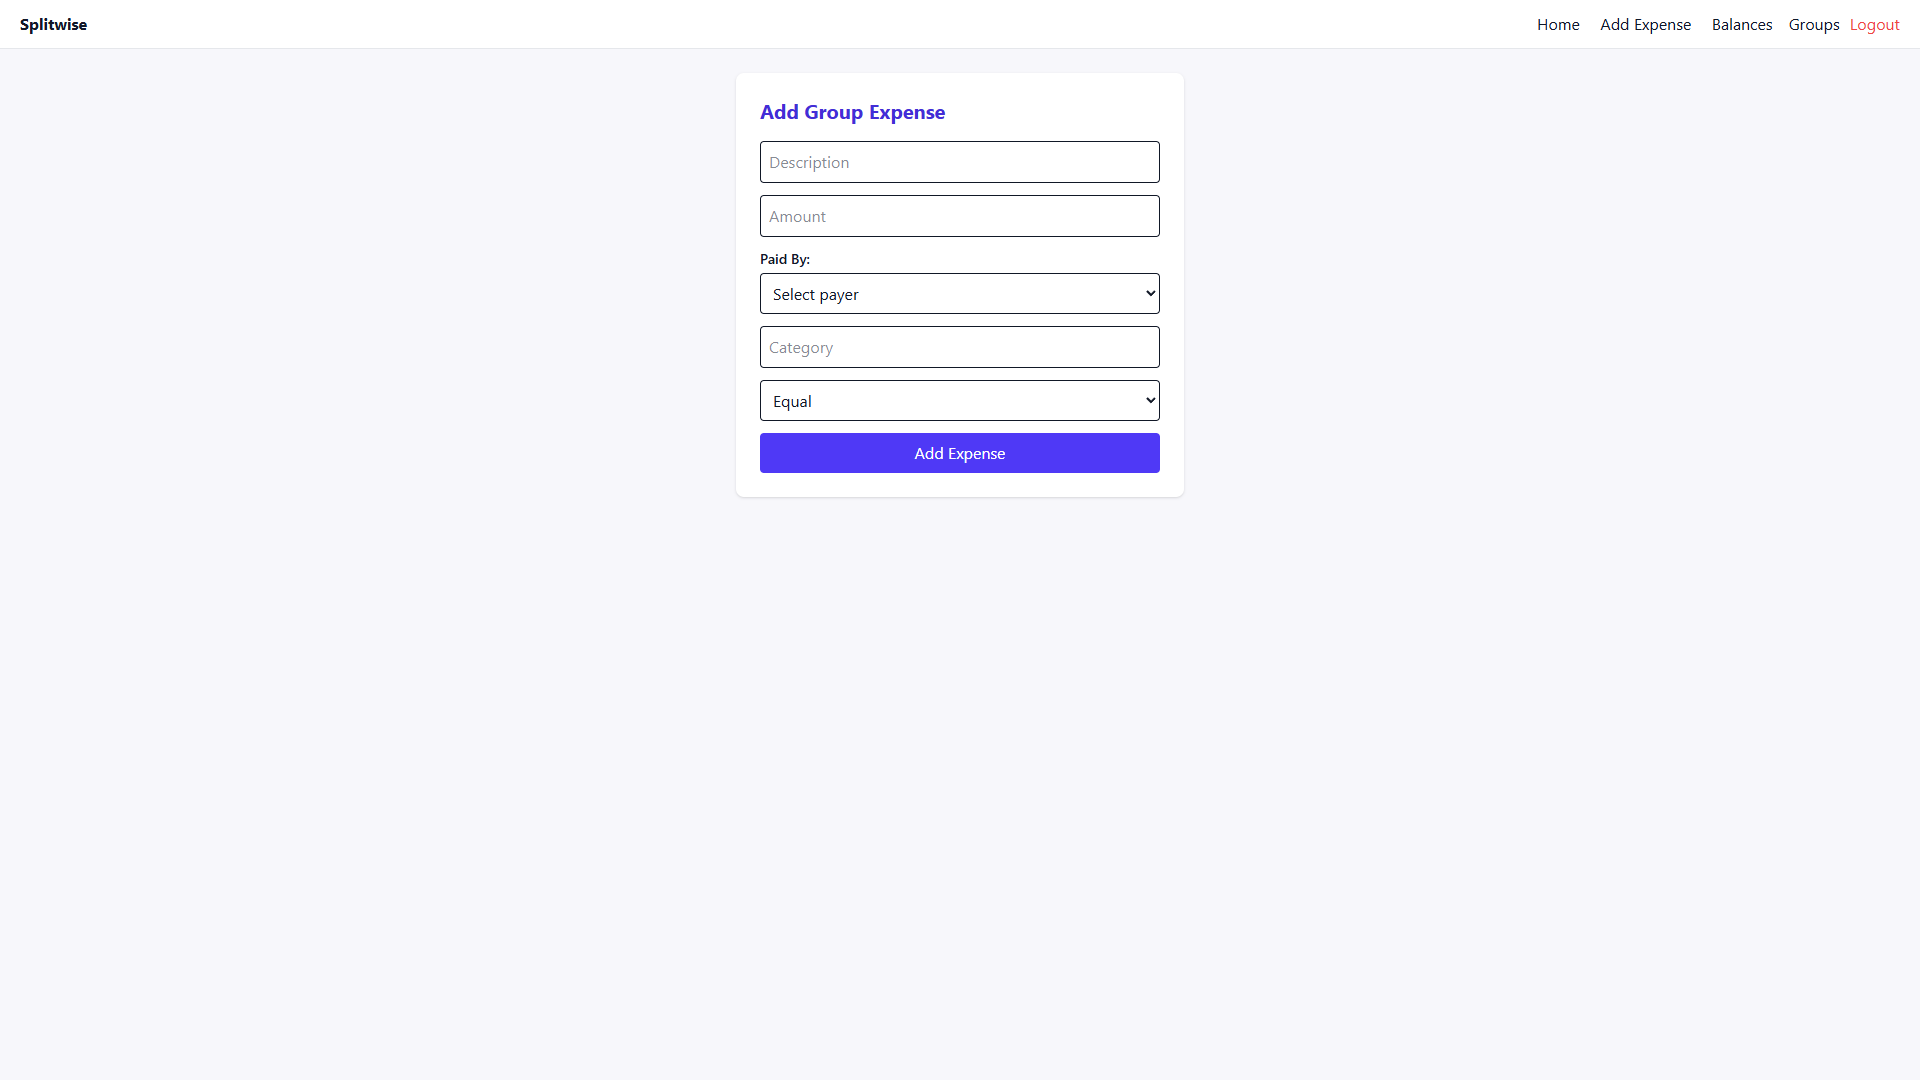 Splitwise
Home Add Expense Balances Groups Logout
Add Group Expense
Description
Amount
Paid By:
Select payer
Category
Equal
Add Expense